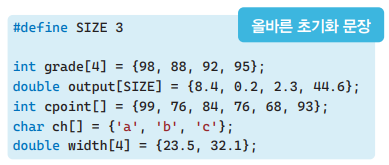 #define SIZE 3
올바른 초기화 문장
int grade[4] = {98, 88, 92, 95};
double output[SIZE] = {8.4, 0.2, 2.3, 44.6};
int cpoint[] = {99, 76, 84, 76, 68, 93};
char ch[] = {'a', 'b', 'c'};
double width[4] = {23.5, 32.1};